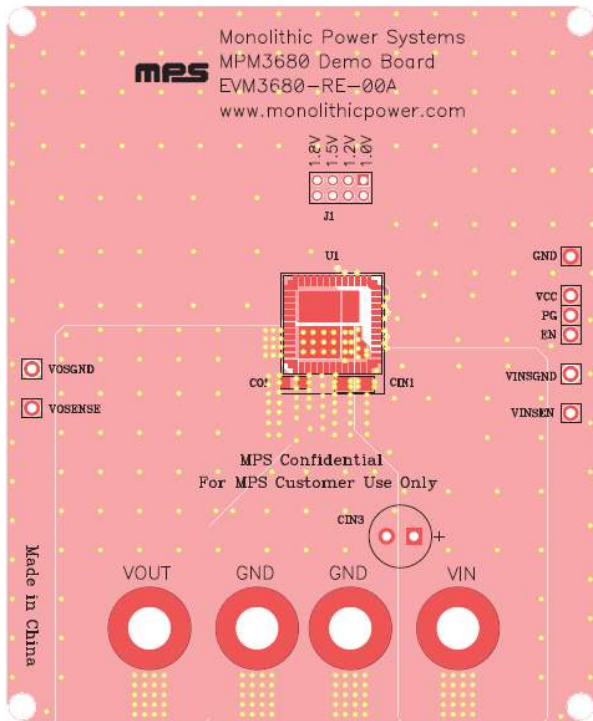 mps
Monolithic Power Systems
MPM3680 Demo Board
EVM3680-RE-00A
www.monolithicpower.com
1.8V
1.5V
1.2V
1.0V
J1
U1
GND
VCC
PG
EN
VOSGND
VINSGND
CIN1
VOSENSE
VINSEN
MPS Confidential
For MPS Customer Use Only
CIN3
+
Made in China
VOUT
GND
GND
VIN